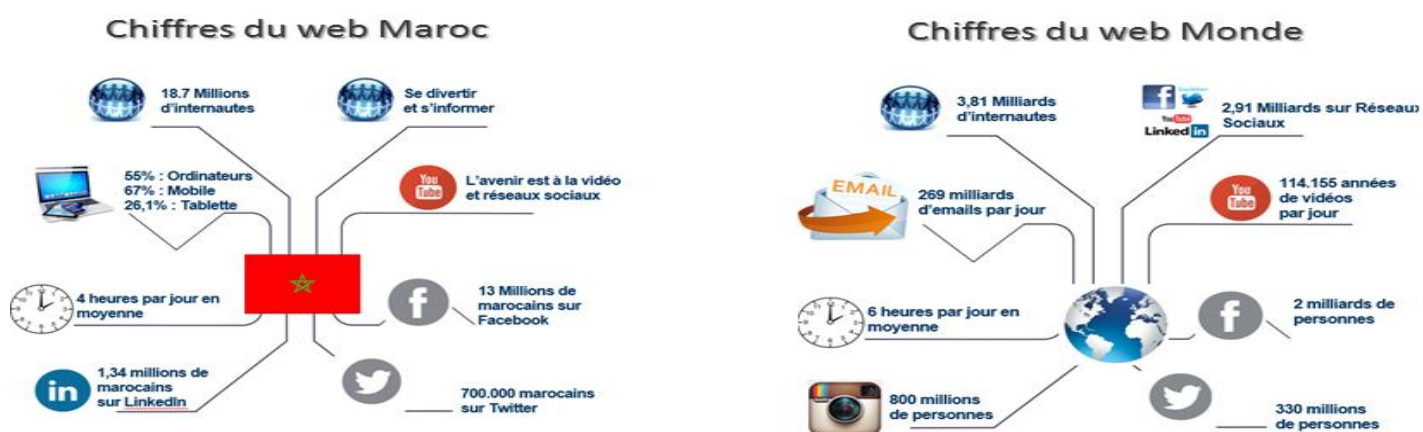 Chiffres du web Maroc
18.7 Millions
d'internautes
Se divertir
et s'informer
55% : Ordinateurs
67% : Mobile
26,1% : Tablette
You
Tube
L'avenir est à la vidéo
et réseaux sociaux
4 heures par jour en
moyenne
f
13 Millions de
marocains sur
Facebook
in
1,34 millions de
marocains
sur LinkedIn
700.000 marocains
sur Twitter
Chiffres du web Monde
3,81 Milliards
d'internautes
f
You Tube
Linked in
2,91 Milliards sur Réseaux
Sociaux
EMAIL
269 milliards
d'emails par jour
You
Tube
114.155 années
de vidéos
par jour
6 heures par jour en
moyenne
f
2 milliards de
personnes
800 millions
de personnes
330 millions
de personnes